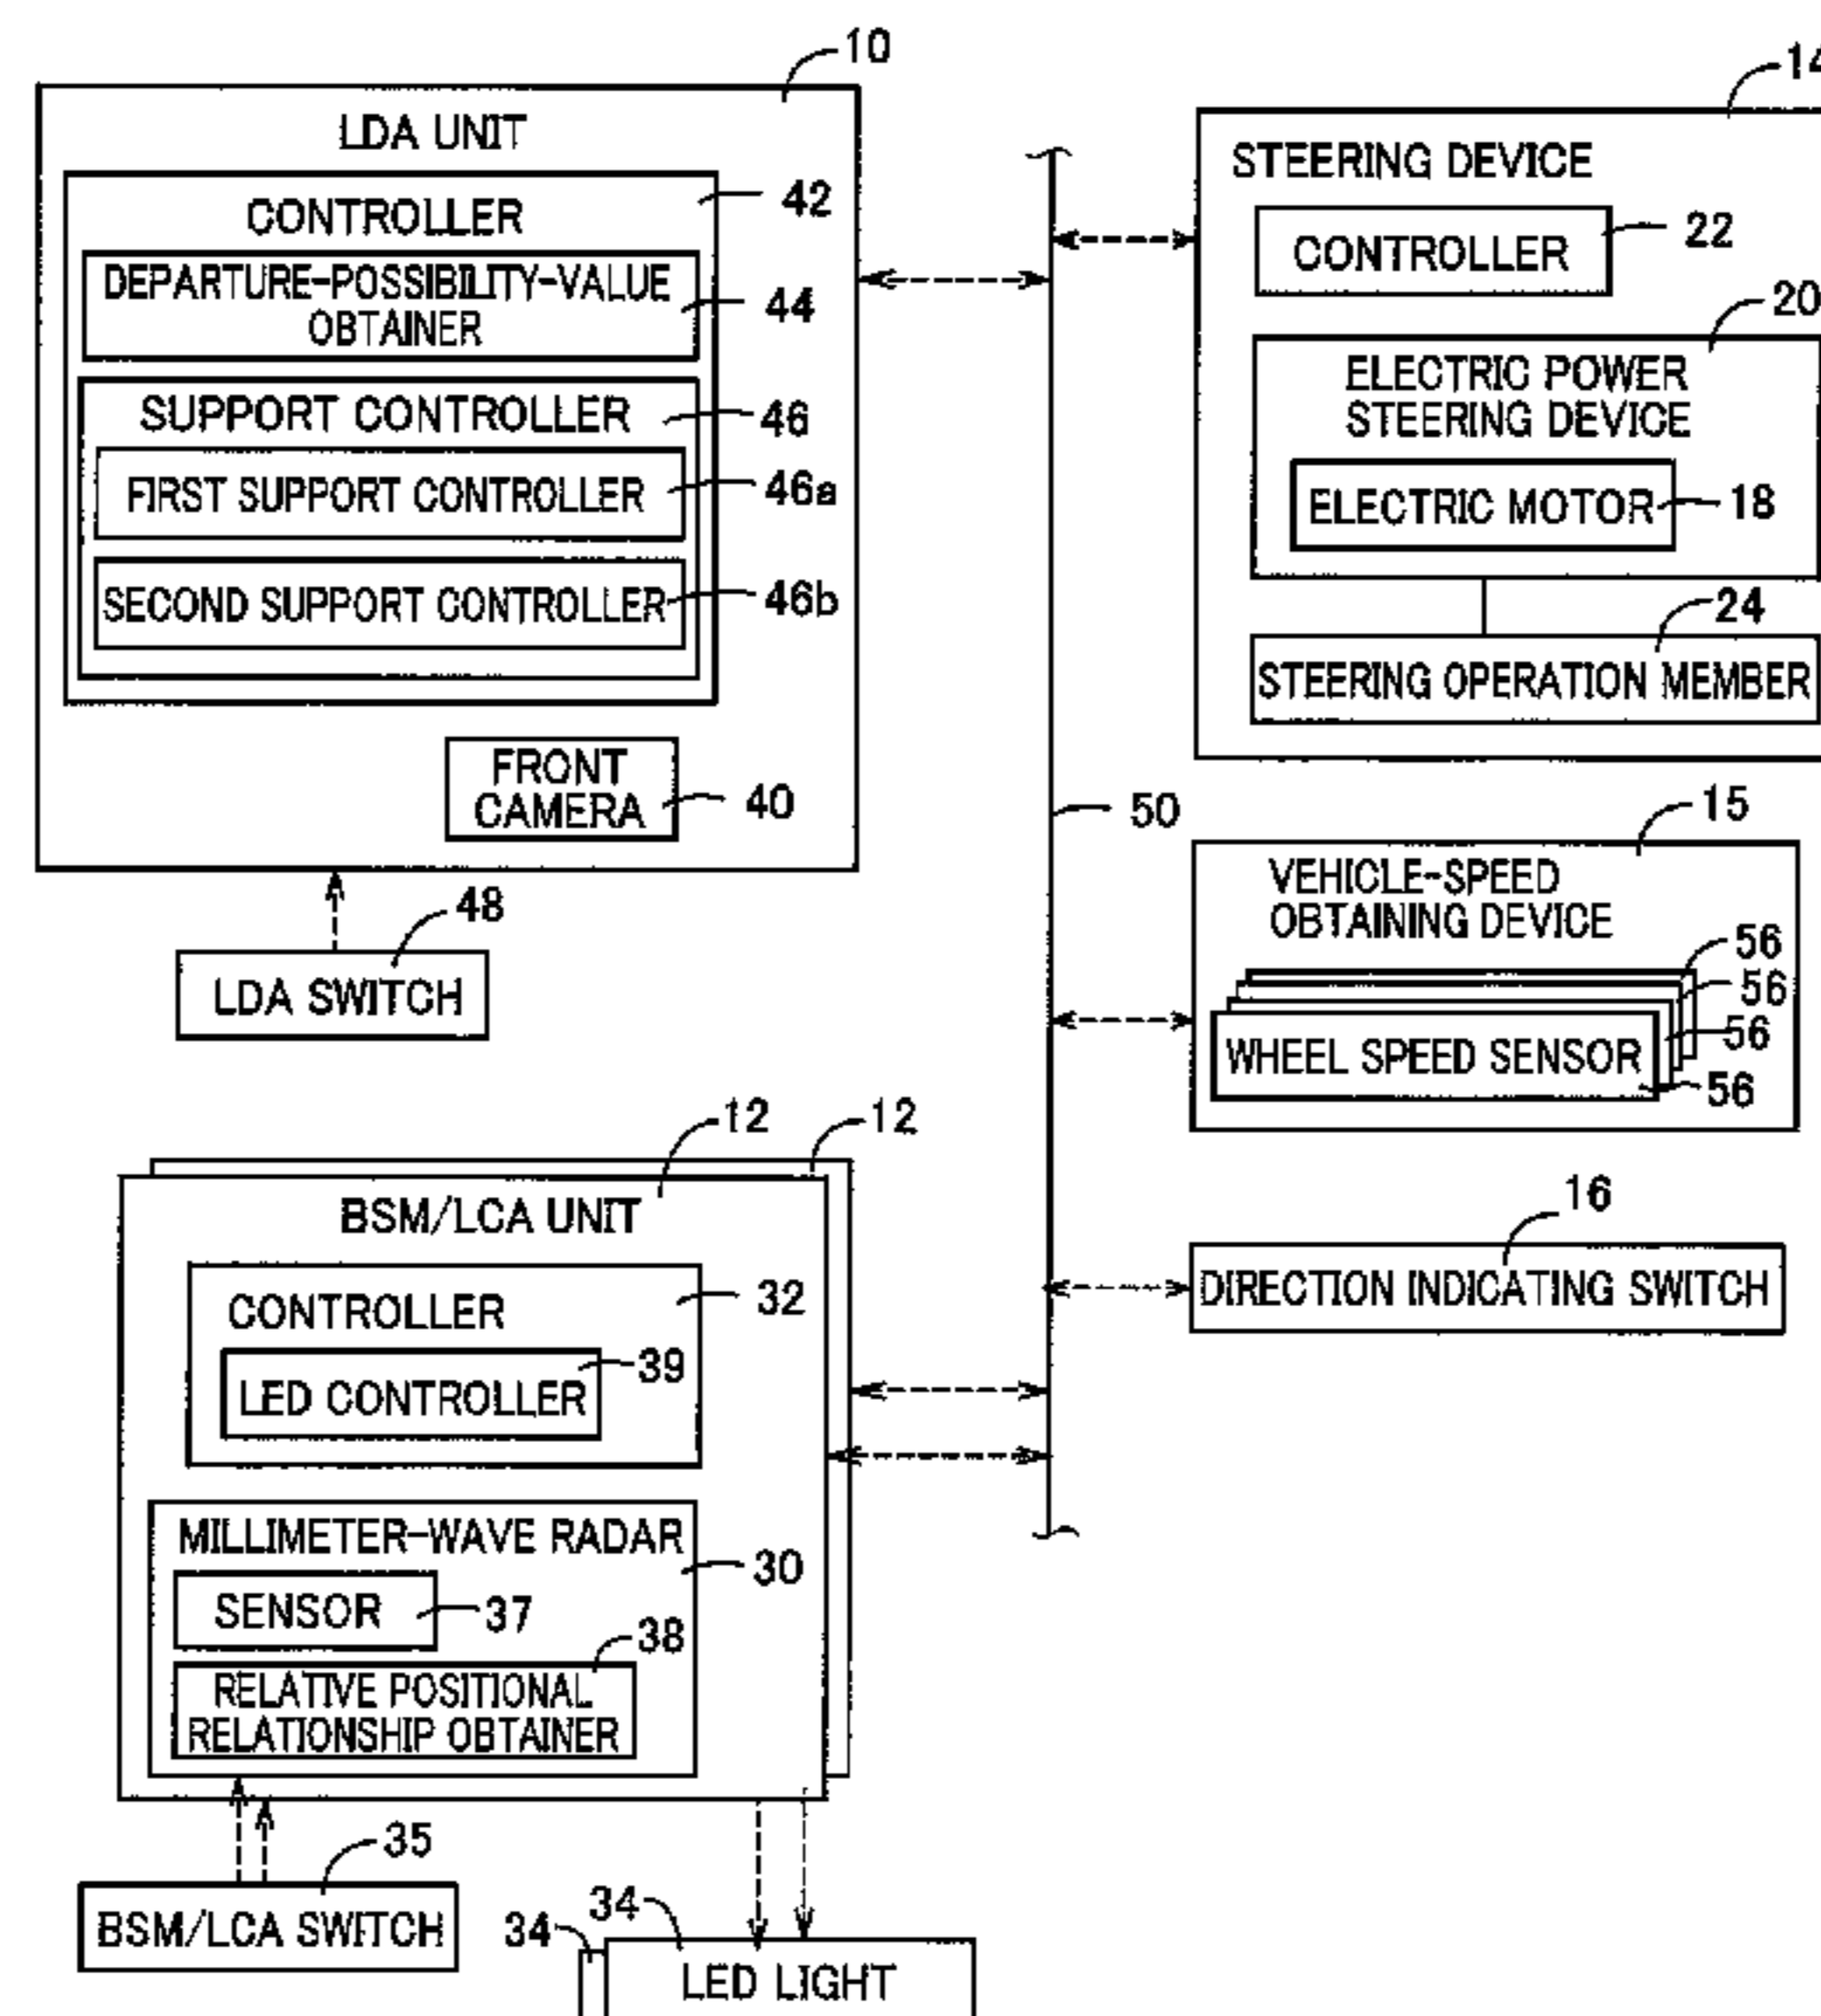 10
LDA UNIT
CONTROLLER
42
DEPARTURE-POSSIBILITY-VALUE
OBTAINER
44
SUPPORT CONTROLLER
46
FIRST SUPPORT CONTROLLER
46a
SECOND SUPPORT CONTROLLER
46b
FRONT
CAMERA
40
48
LDA SWITCH
12
12
BSM/LCA UNIT
CONTROLLER
32
LED CONTROLLER
39
MILLIMETER-WAVE RADAR
30
SENSOR
37
38
RELATIVE POSITIONAL
RELATIONSHIP OBTAINER
35
BSM/LCA SWITCH
34
34
LED LIGHT
50
14
STEERING DEVICE
CONTROLLER
22
20
ELECTRIC POWER
STEERING DEVICE
ELECTRIC MOTOR
18
24
STEERING OPERATION MEMBER
15
VEHICLE-SPEED
OBTAINING DEVICE
56
56
56
WHEEL SPEED SENSOR
56
16
DIRECTION INDICATING SWITCH